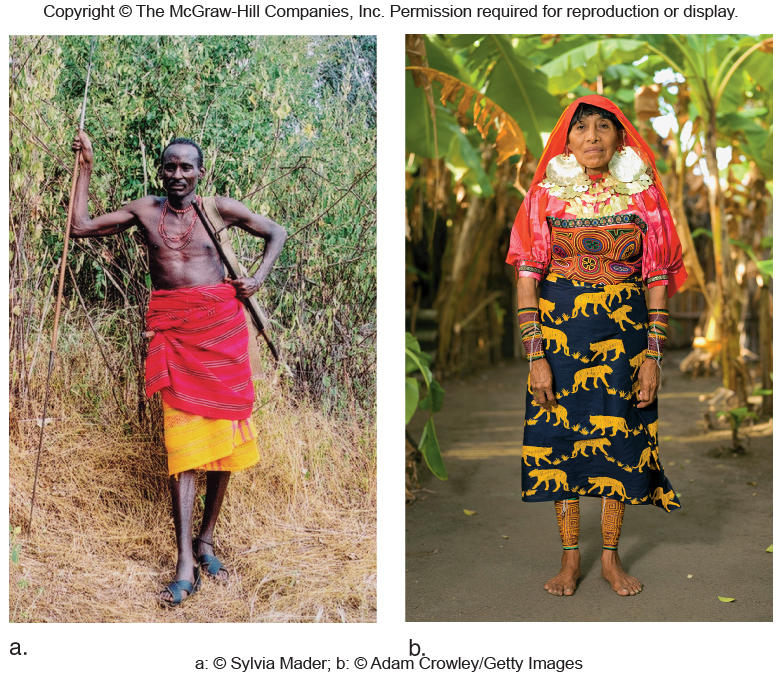 Copyright © The McGraw-Hill Companies, Inc. Permission required for reproduction or display.
a.
b.
a: © Sylvia Mader; b: © Adam Crowley/Getty Images